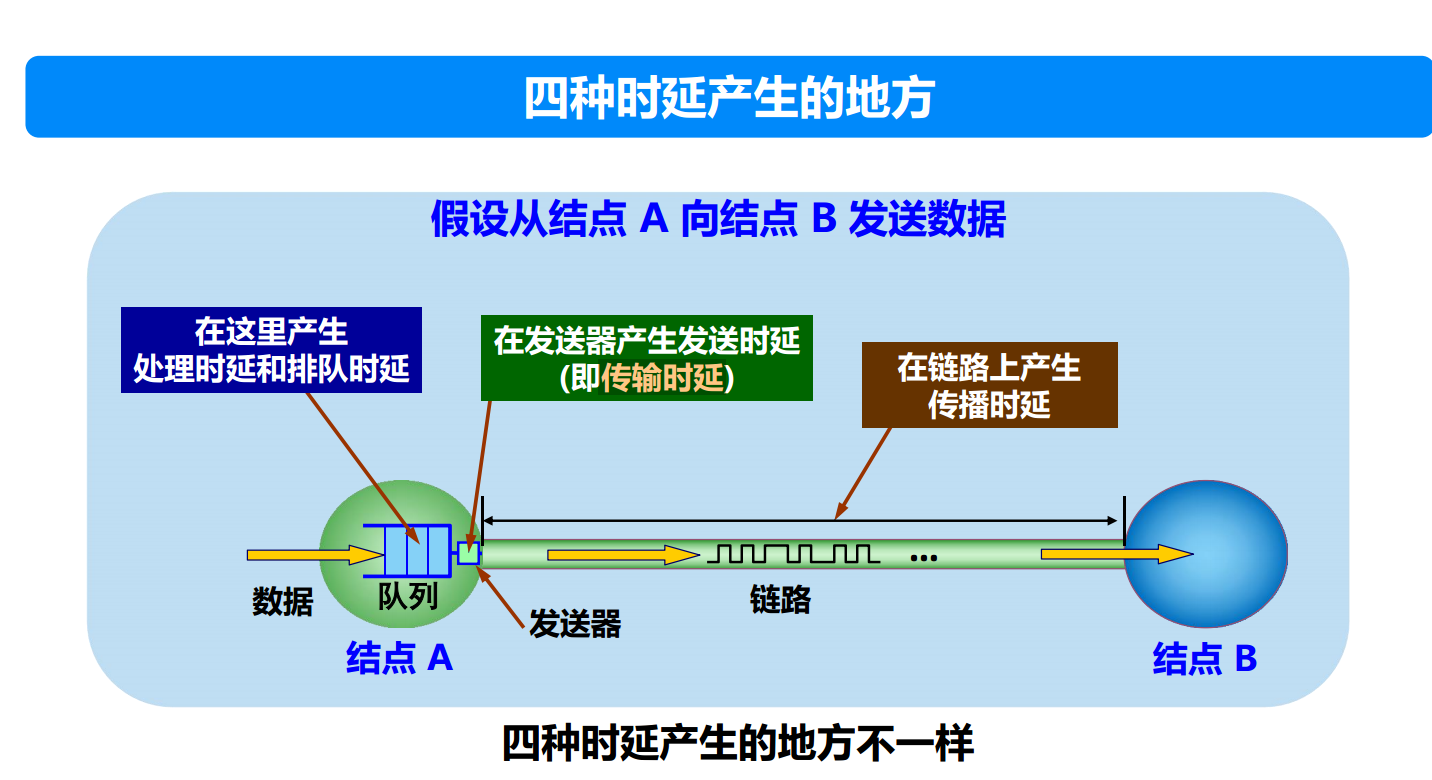 四种时延产生的地方
假设从结点 A 向结点 B 发送数据
在这里产生
处理时延和排队时延
在发送器产生发送时延
(即传输时延)
在链路上产生
传播时延
数据
队列
发送器
链路
...
结点 A
结点 B
四种时延产生的地方不一样